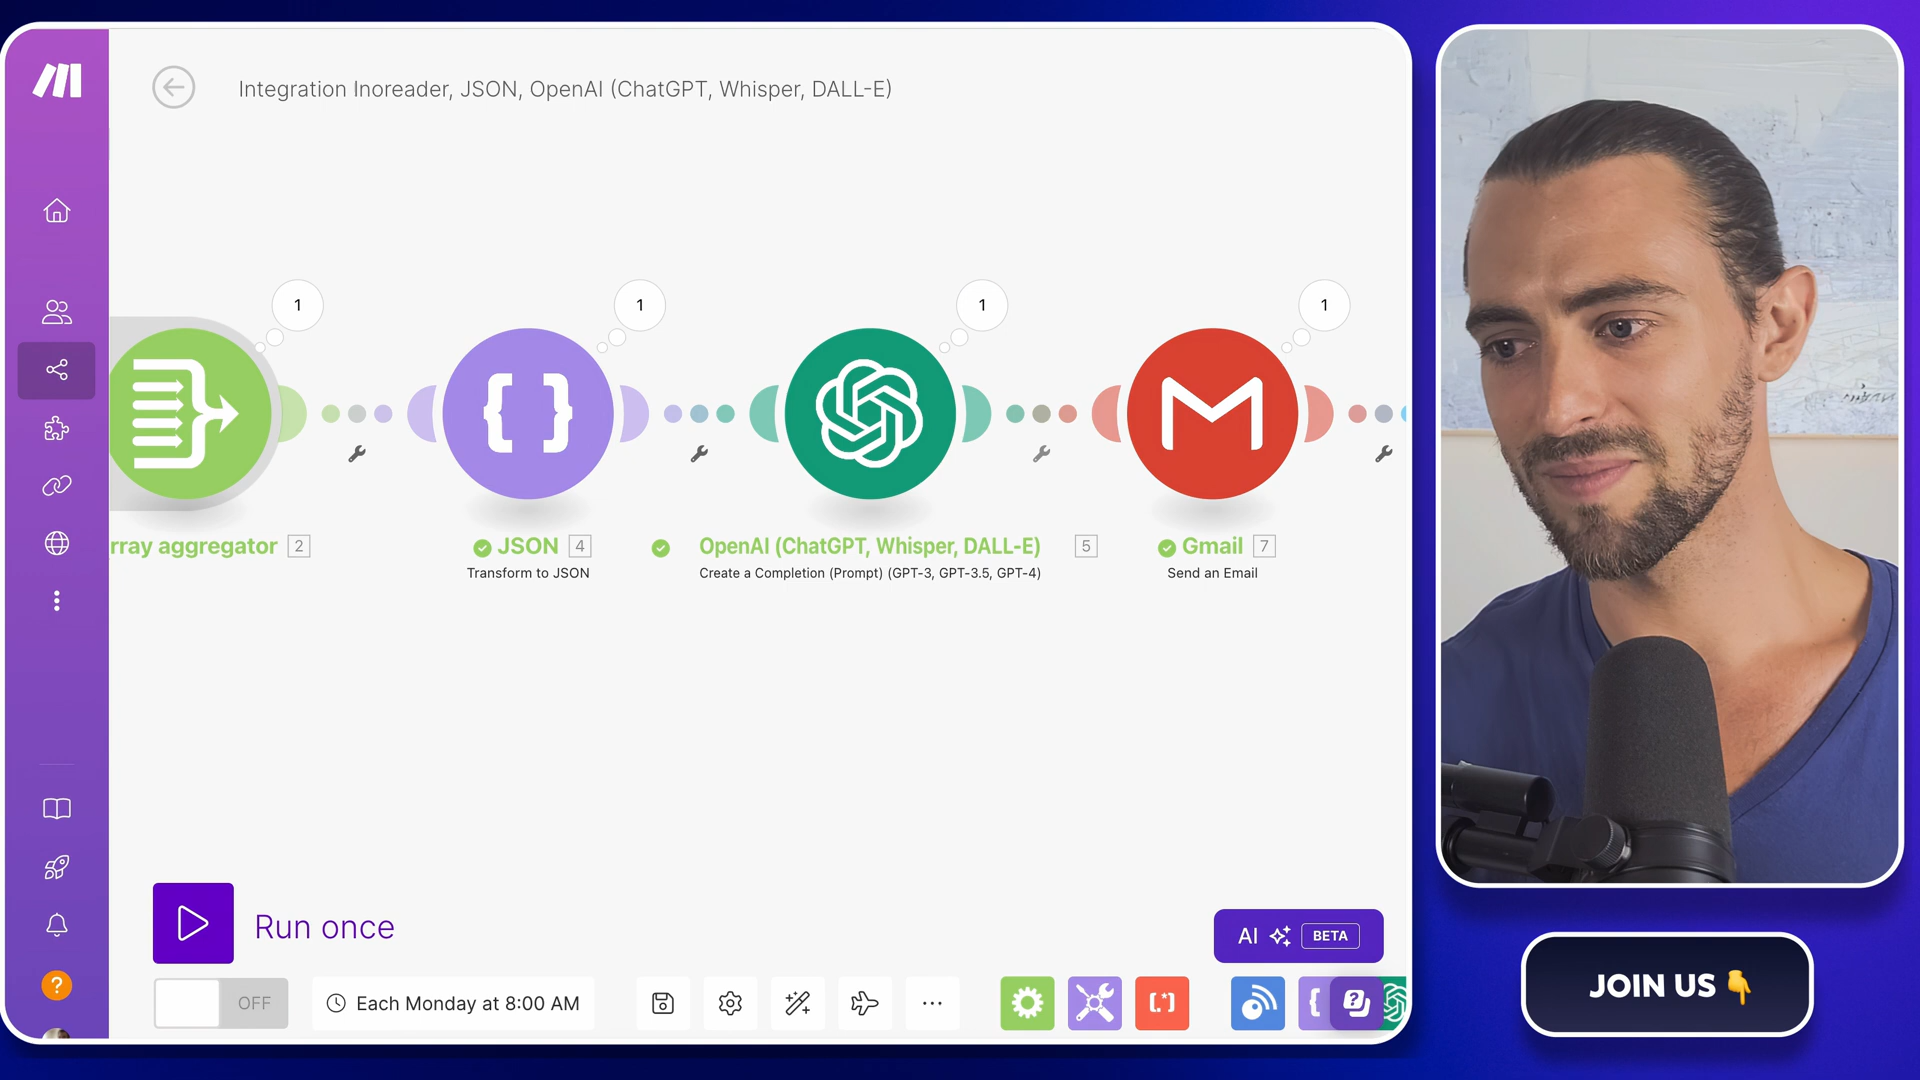 Integration Inoreader, JSON, OpenAI (ChatGPT, Whisper, DALL-E)
1
1
1
1
rray aggregator 2
JSON 4
Transform to JSON
OpenAI (ChatGPT, Whisper, DALL-E) 5
Create a Completion (Prompt) (GPT-3, GPT-3.5, GPT-4)
Gmail 7
Send an Email
Run once
AI BETA
OFF
Each Monday at 8:00 AM
?
JOIN US 👇